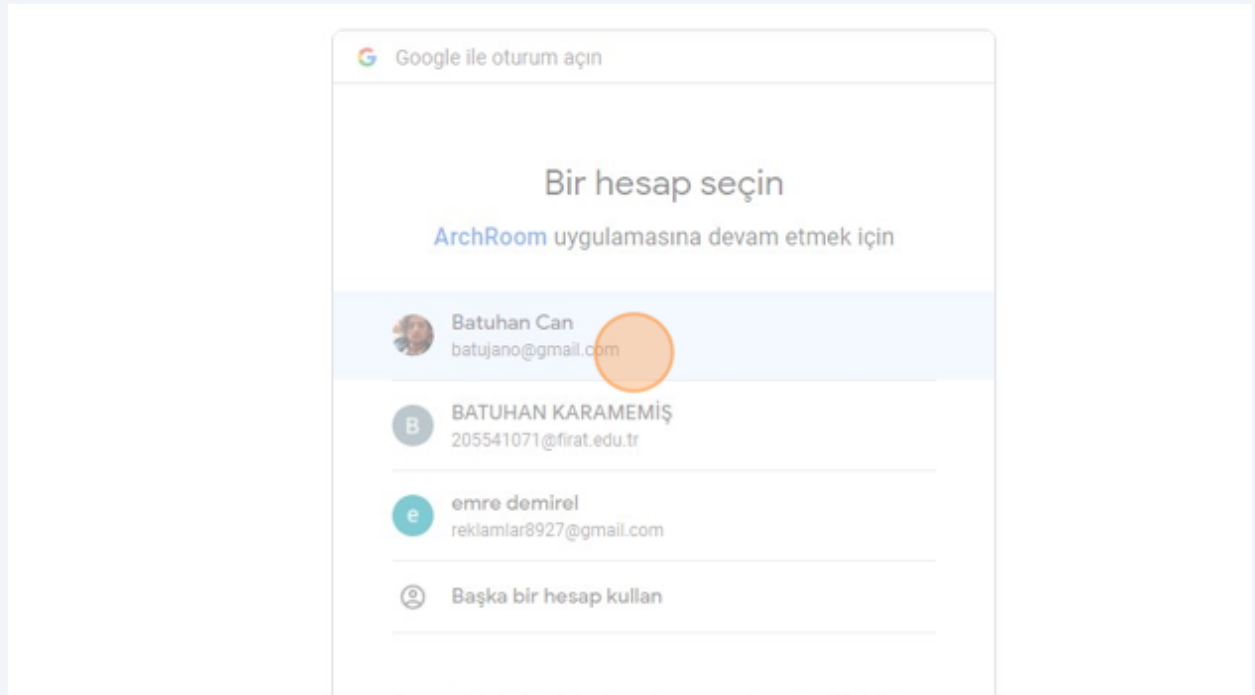 Google ile oturum açın
Bir hesap seçin
ArchRoom uygulamasına devam etmek için
Batuhan Can
batujano@gmail.com
B
BATUHAN KARAMEMİŞ
205541071@firat.edu.tr
e
emre demirel
reklamlar8927@gmail.com
Başka bir hesap kullan